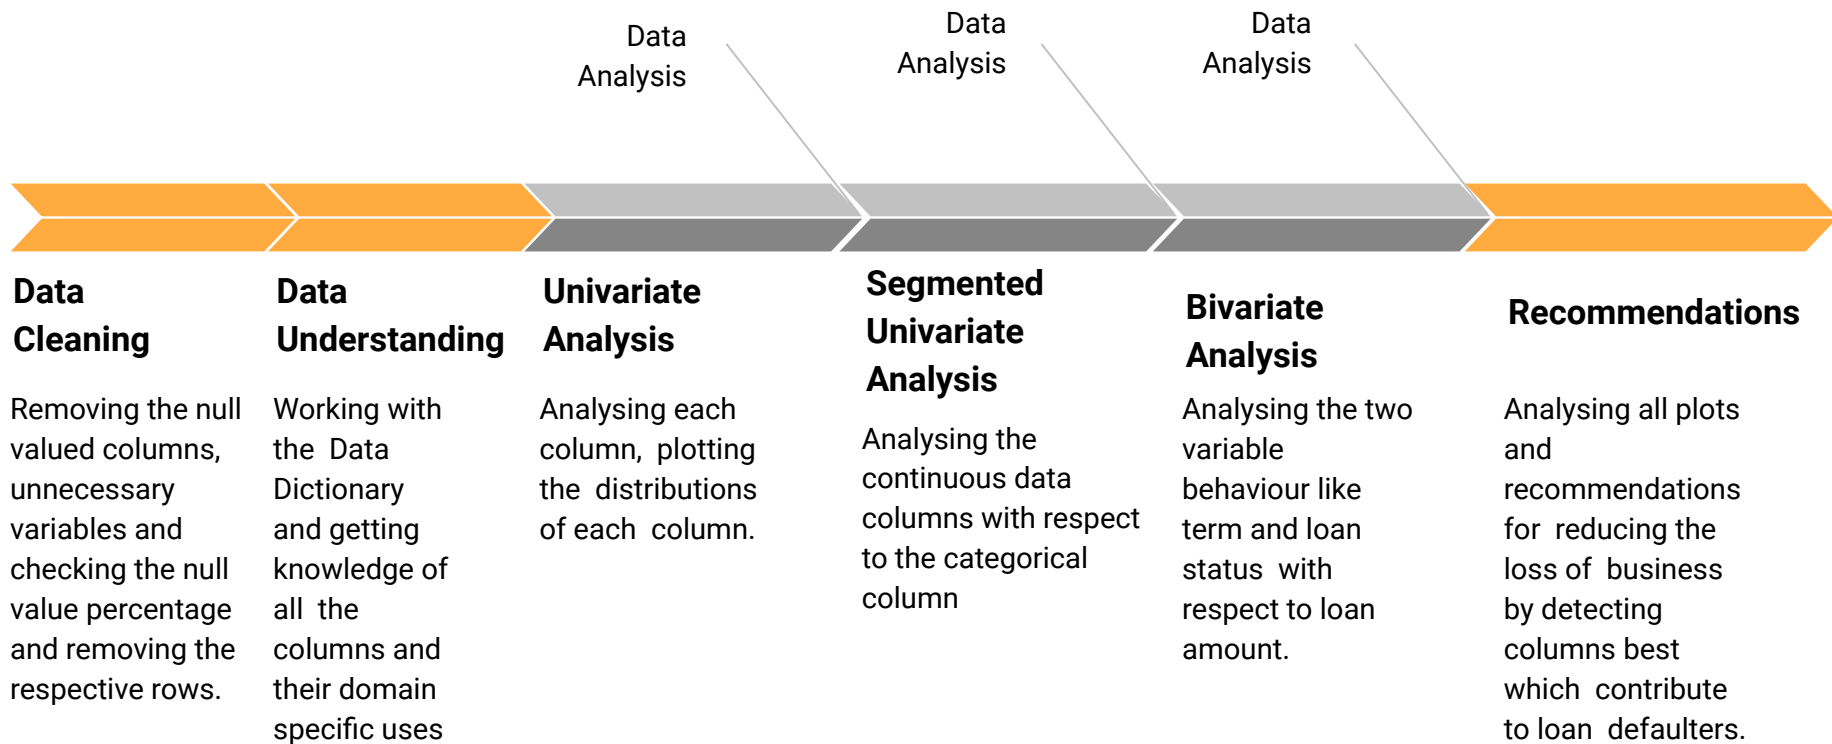 Data
Analysis
Data
Analysis
Data
Analysis
Data
Cleaning
Removing the null
valued columns,
unnecessary
variables and
checking the null
value percentage
and removing the
respective rows.
Data
Understanding
Working with
the Data
Dictionary
and getting
knowledge of
all the
columns and
their domain
specific uses
Univariate
Analysis
Analysing each
column, plotting
the distributions
of each column.
Segmented
Univariate
Analysis
Analysing the
continuous data
columns with respect
to the categorical
column
Bivariate
Analysis
Analysing the two
variable
behaviour like
term and loan
status with
respect to loan
amount.
Recommendations
Analysing all plots
and
recommendations
for reducing the
loss of business
by detecting
columns best
which contribute
to loan defaulters.